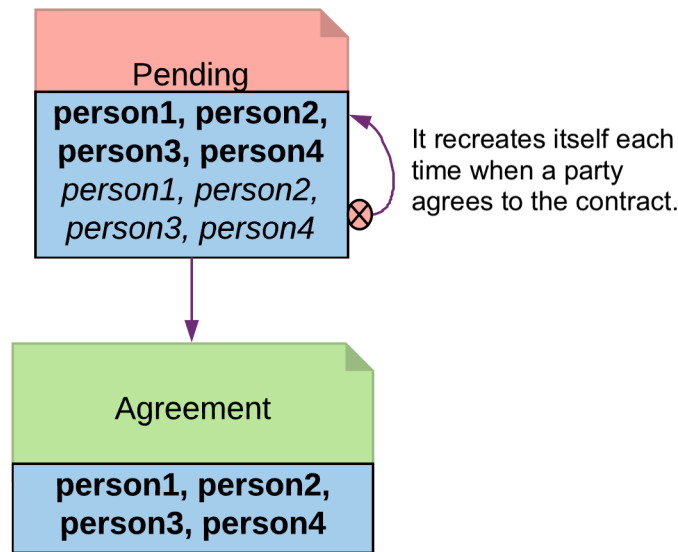 Pending
person1, person2,
person3, person4
person1, person2,
person3, person4
It recreates itself each
time when a party
agrees to the contract.
Agreement
person1, person2,
person3, person4